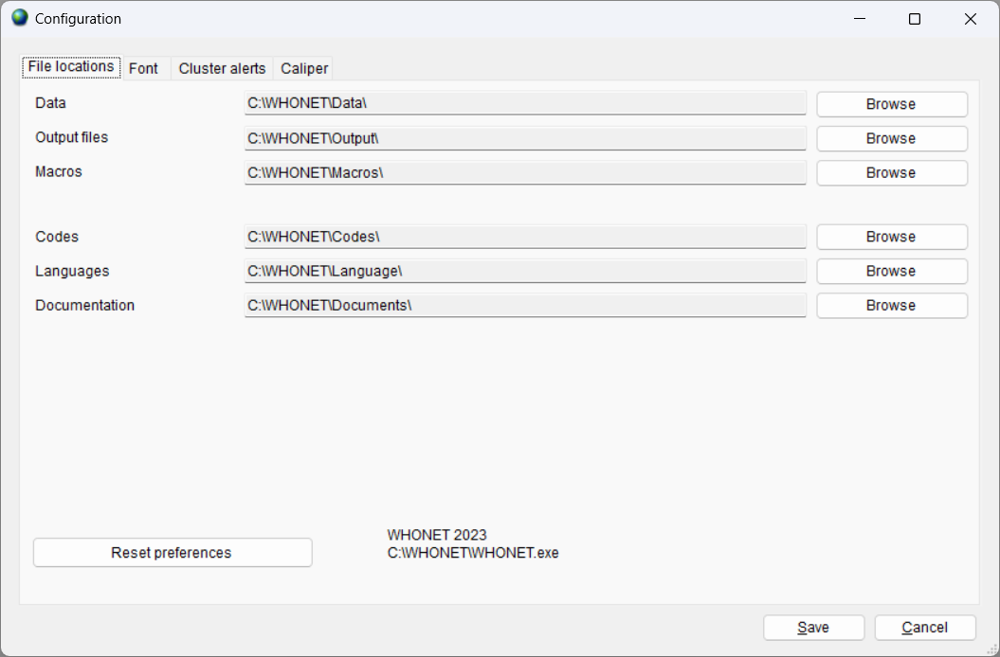 Configuration
File locations Font Cluster alerts Caliper
Data C:\WHONET\Data\ Browse
Output files C:\WHONET\Output\ Browse
Macros C:\WHONET\Macros\ Browse
Codes C:\WHONET\Codes\ Browse
Languages C:\WHONET\Language\ Browse
Documentation C:\WHONET\Documents\ Browse
WHONET 2023
Reset preferences C:\WHONET\WHONET.exe
Save Cancel